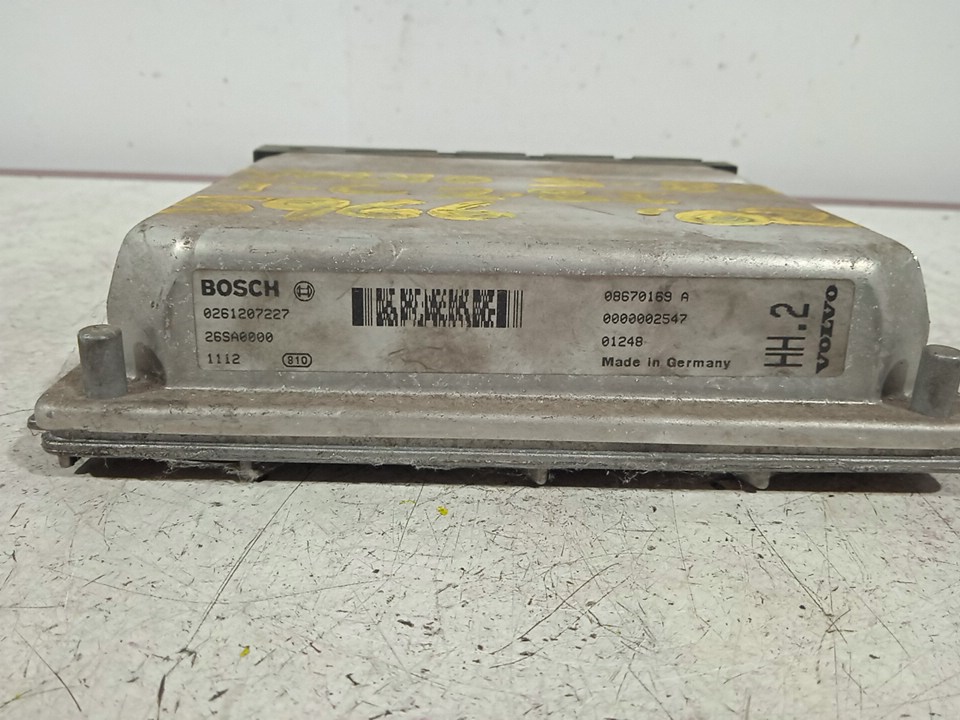 BOSCH
0261207227
26SA0000
1112 810
08670169 A
0000002547
01248
Made in Germany
HH.2
VOLVO